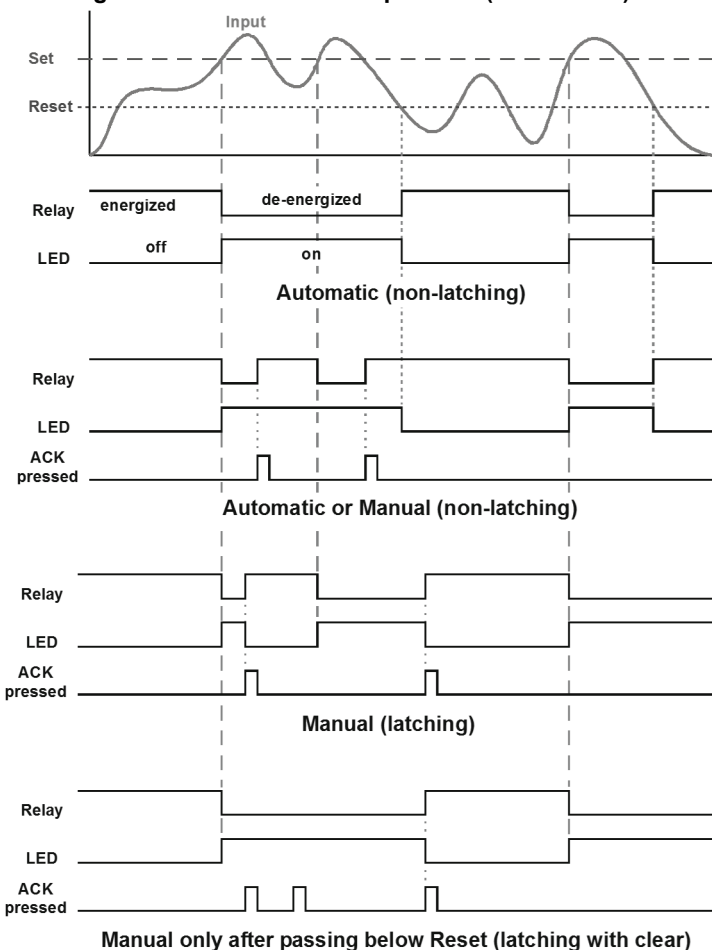 Input
Set
Reset
Relay energized de-energized
LED off on
Automatic (non-latching)
Relay
LED
ACK
pressed
Automatic or Manual (non-latching)
Relay
LED
ACK
pressed
Manual (latching)
Relay
LED
ACK
pressed
Manual only after passing below Reset (latching with clear)